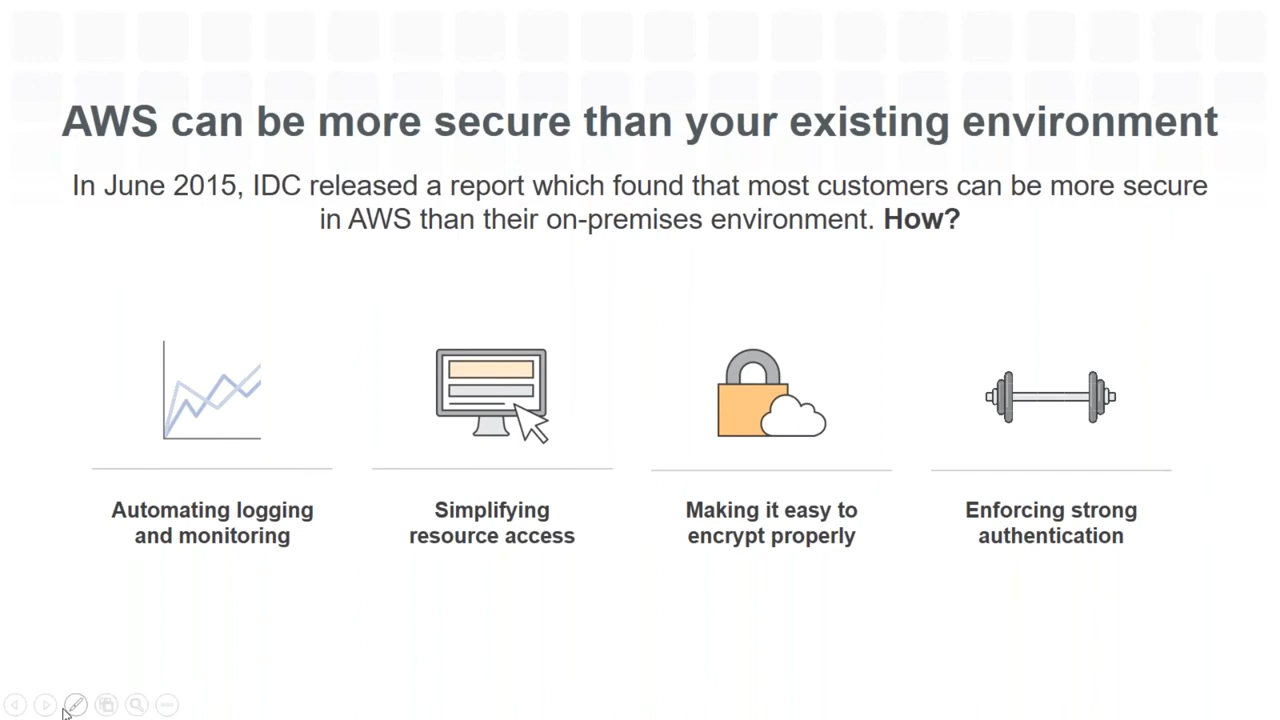 AWS can be more secure than your existing environment
In June 2015, IDC released a report which found that most customers can be more secure
in AWS than their on-premises environment. How?
Automating logging
and monitoring
Simplifying
resource access
Making it easy to
encrypt properly
Enforcing strong
authentication